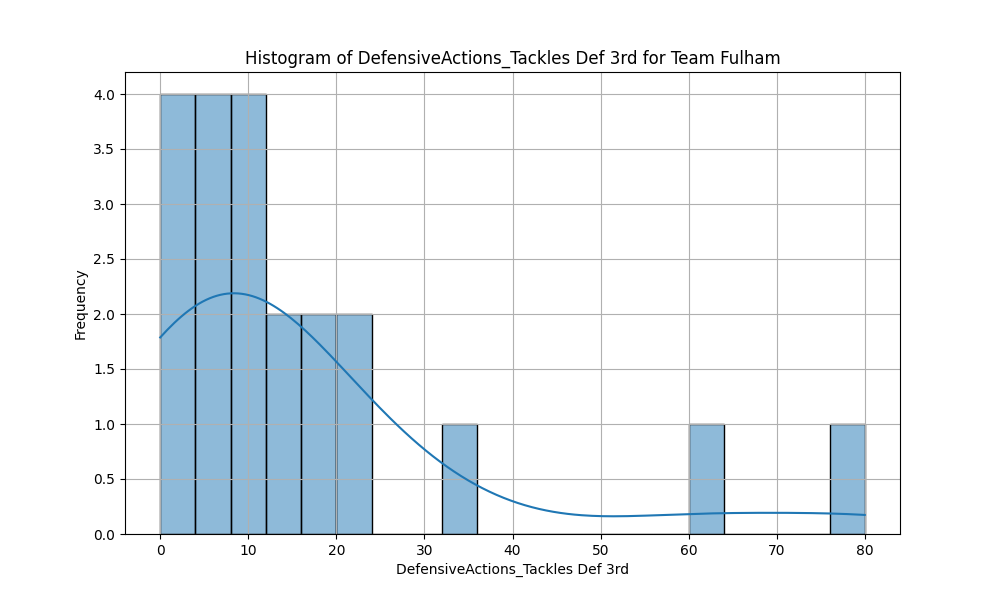 Histogram of DefensiveActions_Tackles Def 3rd for Team Fulham
4.0
3.5
3.0
2.5
2.0
1.5
1.0
0.5
0.0
Frequency
0 10 20 30 40 50 60 70 80
DefensiveActions_Tackles Def 3rd